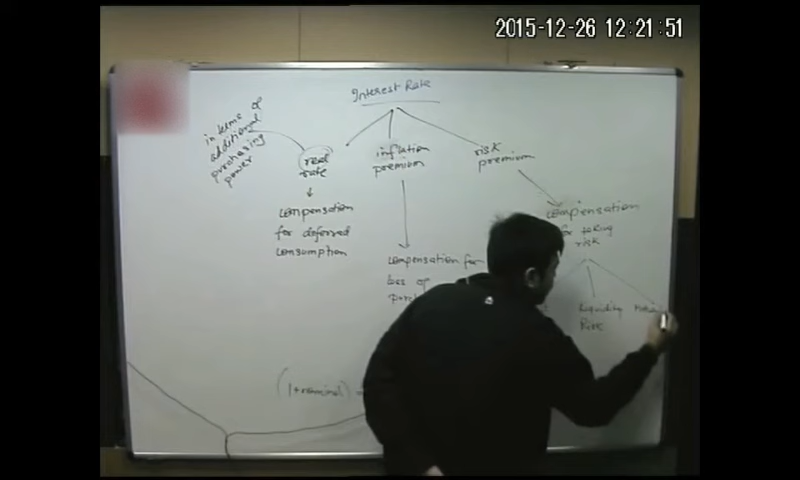 2015-12-26 12:21:51
Interest Rate
in terms of
additional
purchasing
power
real
rate
inflation
premium
risk
premium
compensation
for deferred
consumption
compensation
for taking
risk
compensation for
loss of
Liquidity
Risk
(1+nominal) =